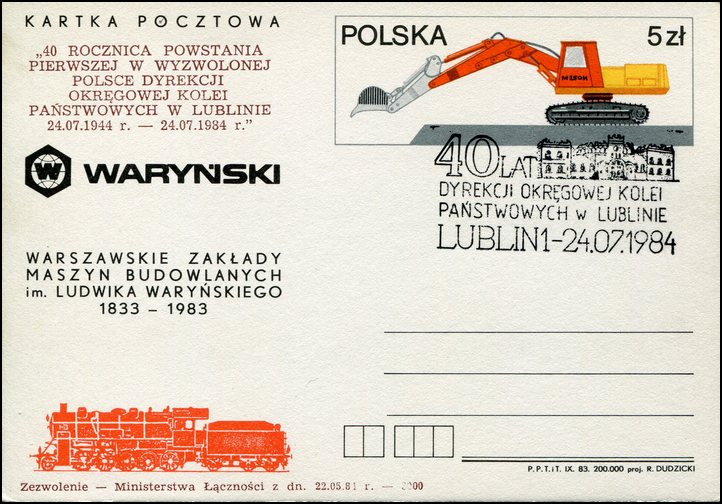 KARTKA POCZTOWA
„40 ROCZNICA POWSTANIA
PIERWSZEJ W WYZWOLONEJ
POLSCE DYREKCJI
OKRĘGOWEJ KOLEI
PAŃSTWOWYCH W LUBLINIE
24.07.1944 r. — 24.07.1984 r.”
WARYŃSKI
WARSZAWSKIE ZAKŁADY
MASZYN BUDOWLANYCH
im. LUDWIKA WARYŃSKIEGO
1833 – 1983
POLSKA 5 zł
40 LAT
DYREKCJI OKRĘGOWEJ KOLEI
PAŃSTWOWYCH w LUBLINIE
LUBLIN 1-24.07.1984
P.P.T.iT. IX. 83. 200.000 proj. R. DUDZICKI
Zezwolenie — Ministerstwa Łączności z dn. 22.05.84 r. —